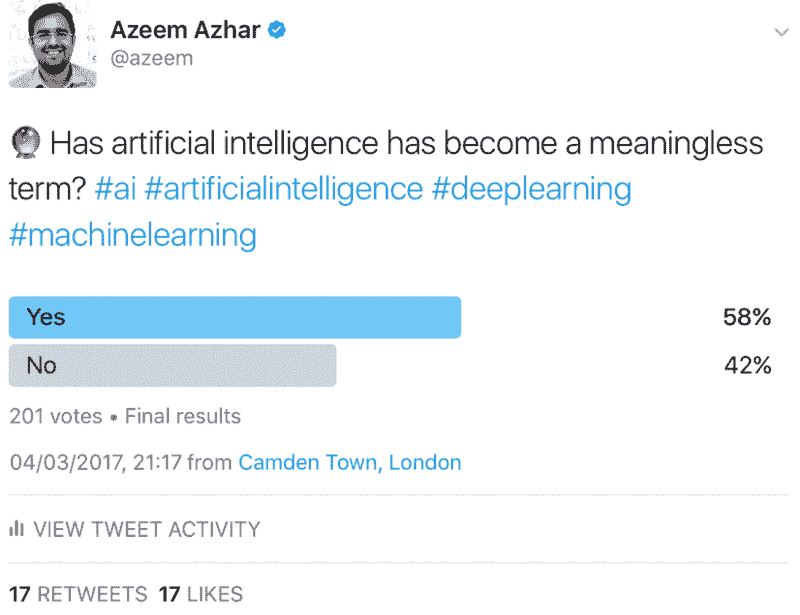 Azeem Azhar
@azeem
Has artificial intelligence has become a meaningless
term? #ai #artificialintelligence #deeplearning
#machinelearning
Yes 58%
No 42%
201 votes • Final results
04/03/2017, 21:17 from Camden Town, London
VIEW TWEET ACTIVITY
17 RETWEETS 17 LIKES